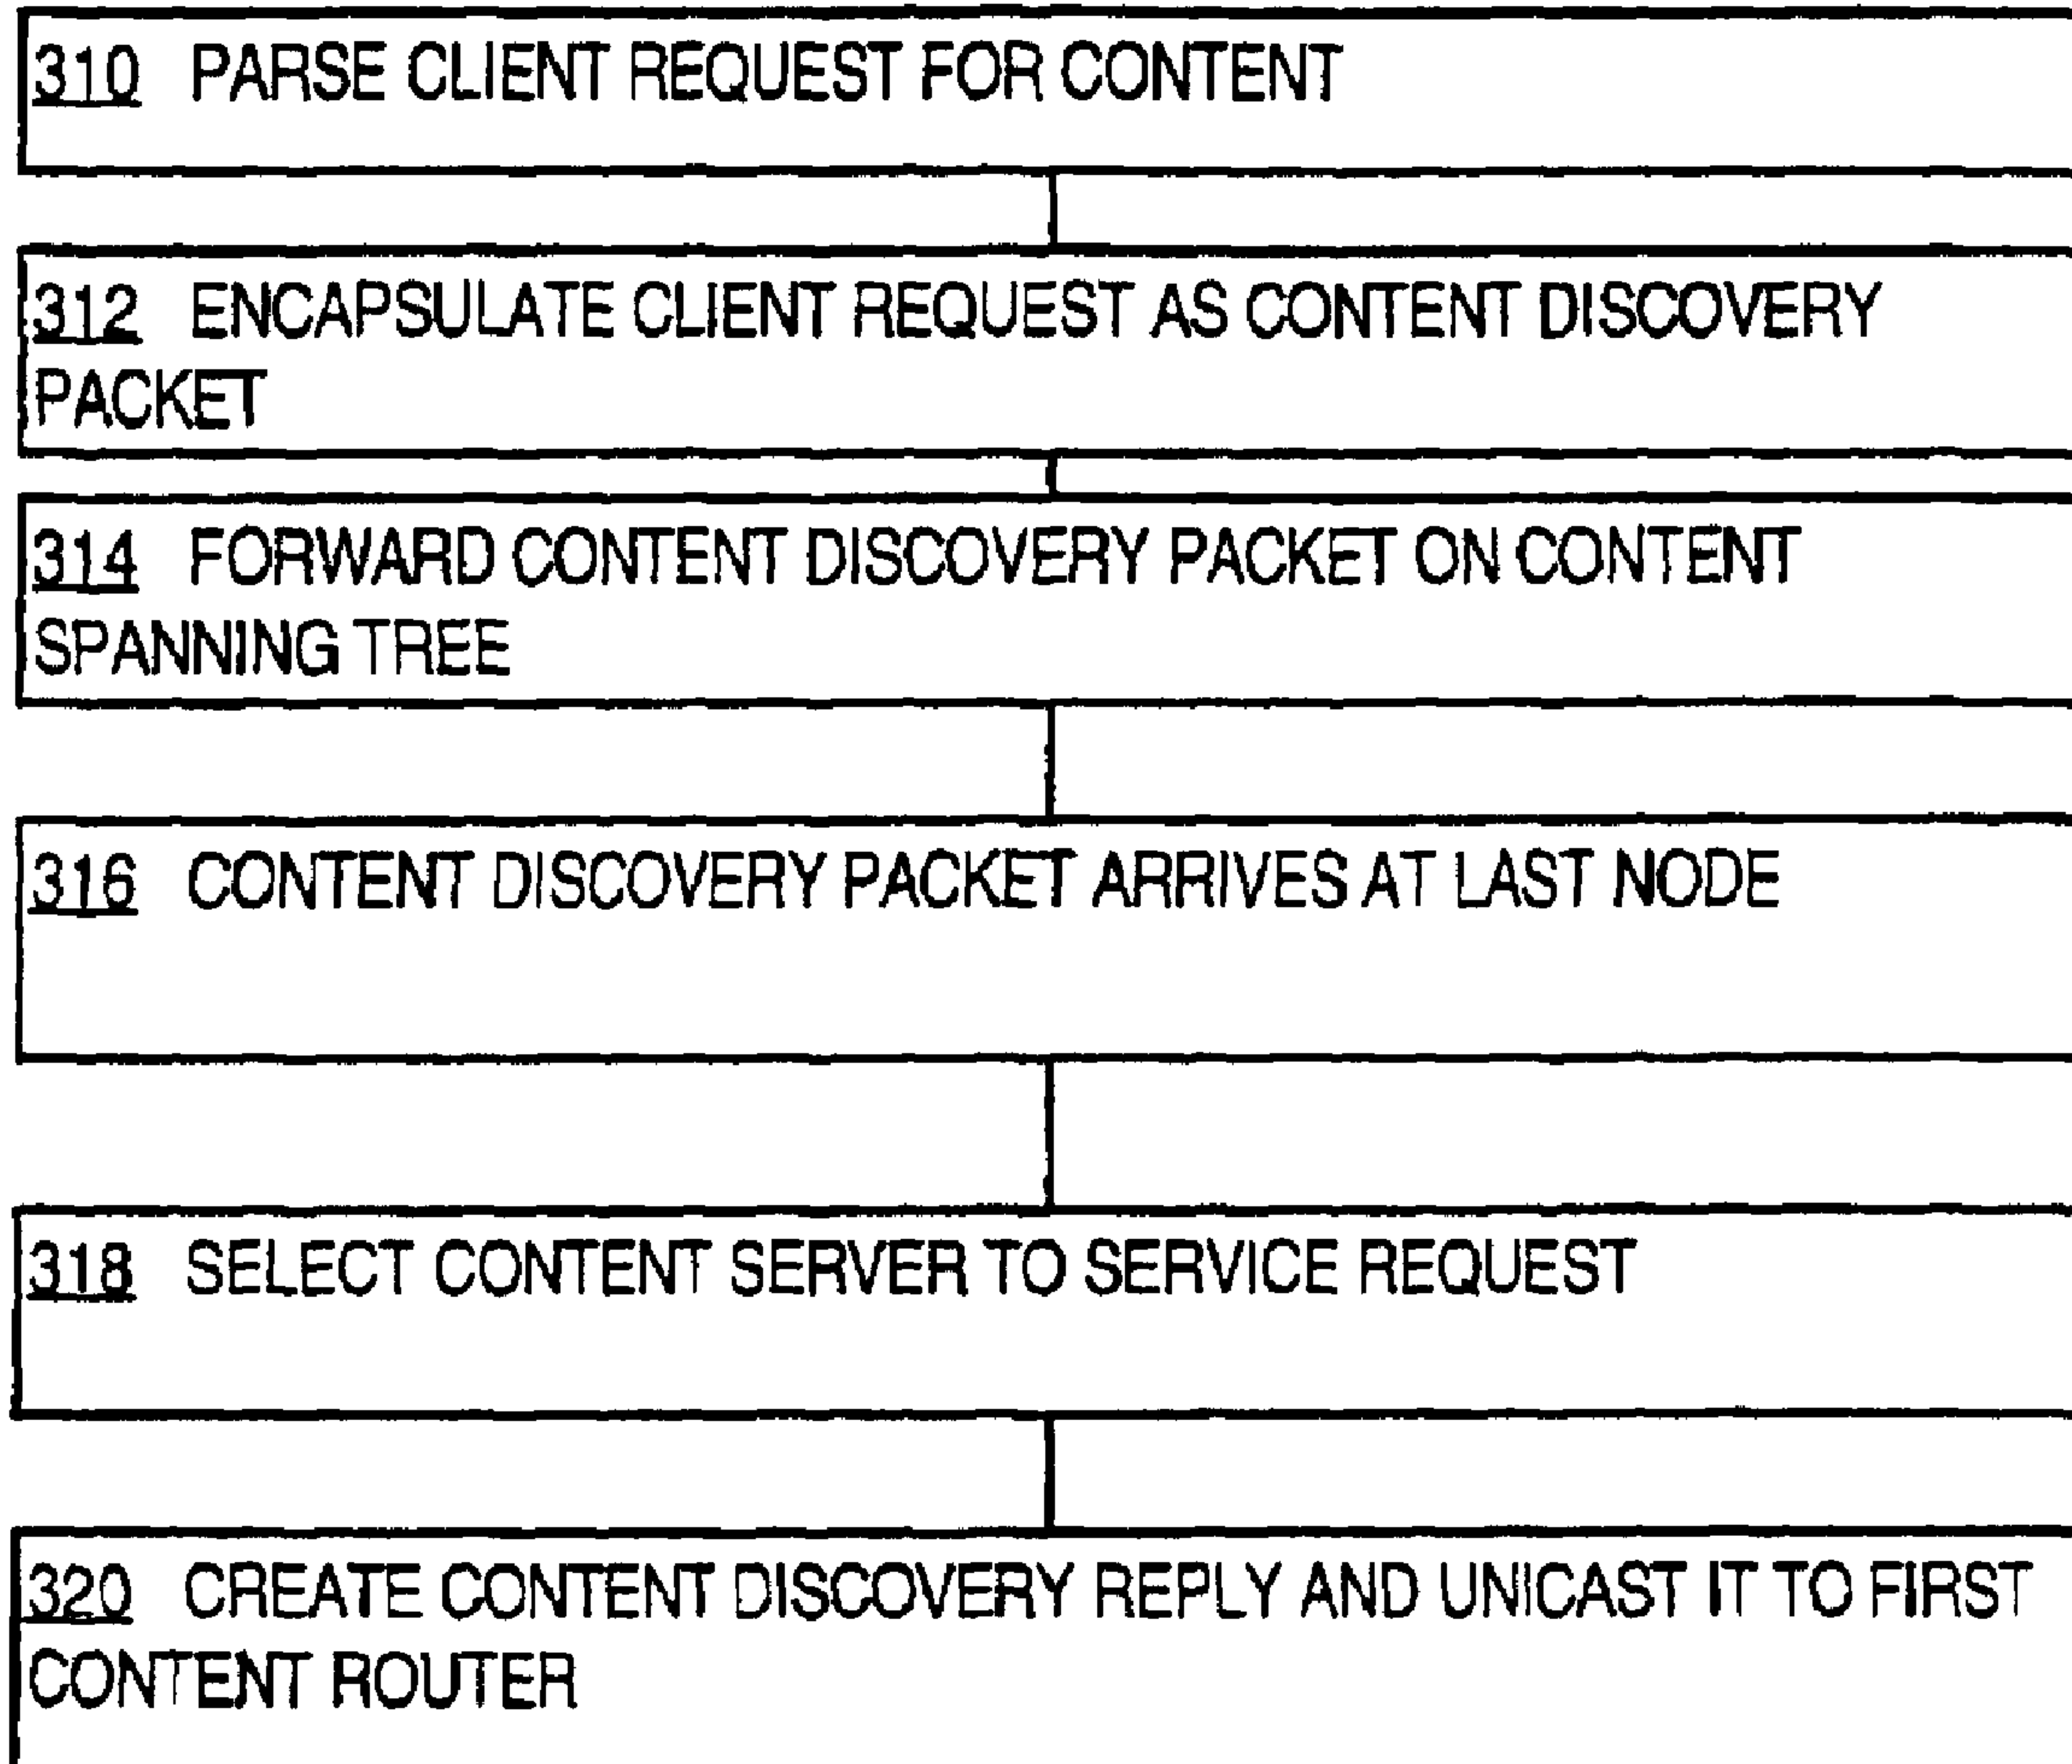 310 PARSE CLIENT REQUEST FOR CONTENT
312 ENCAPSULATE CLIENT REQUEST AS CONTENT DISCOVERY
PACKET
314 FORWARD CONTENT DISCOVERY PACKET ON CONTENT
SPANNING TREE
316 CONTENT DISCOVERY PACKET ARRIVES AT LAST NODE
318 SELECT CONTENT SERVER TO SERVICE REQUEST
320 CREATE CONTENT DISCOVERY REPLY AND UNICAST IT TO FIRST
CONTENT ROUTER